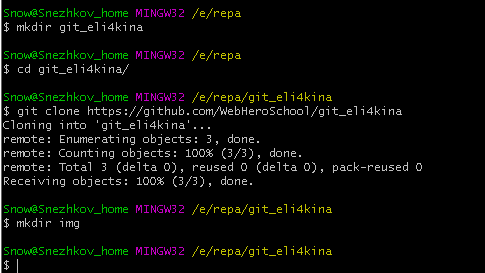 Snow@Snezhkov_home MINGW32 /e/repa
$ mkdir git_eli4kina
Snow@Snezhkov_home MINGW32 /e/repa
$ cd git_eli4kina/
Snow@Snezhkov_home MINGW32 /e/repa/git_eli4kina
$ git clone https://github.com/WebHeroSchool/git_eli4kina
Cloning into 'git_eli4kina'...
remote: Enumerating objects: 3, done.
remote: Counting objects: 100% (3/3), done.
remote: Total 3 (delta 0), reused 0 (delta 0), pack-reused 0
Receiving objects: 100% (3/3), done.
Snow@Snezhkov_home MINGW32 /e/repa/git_eli4kina
$ mkdir img
Snow@Snezhkov_home MINGW32 /e/repa/git_eli4kina
$